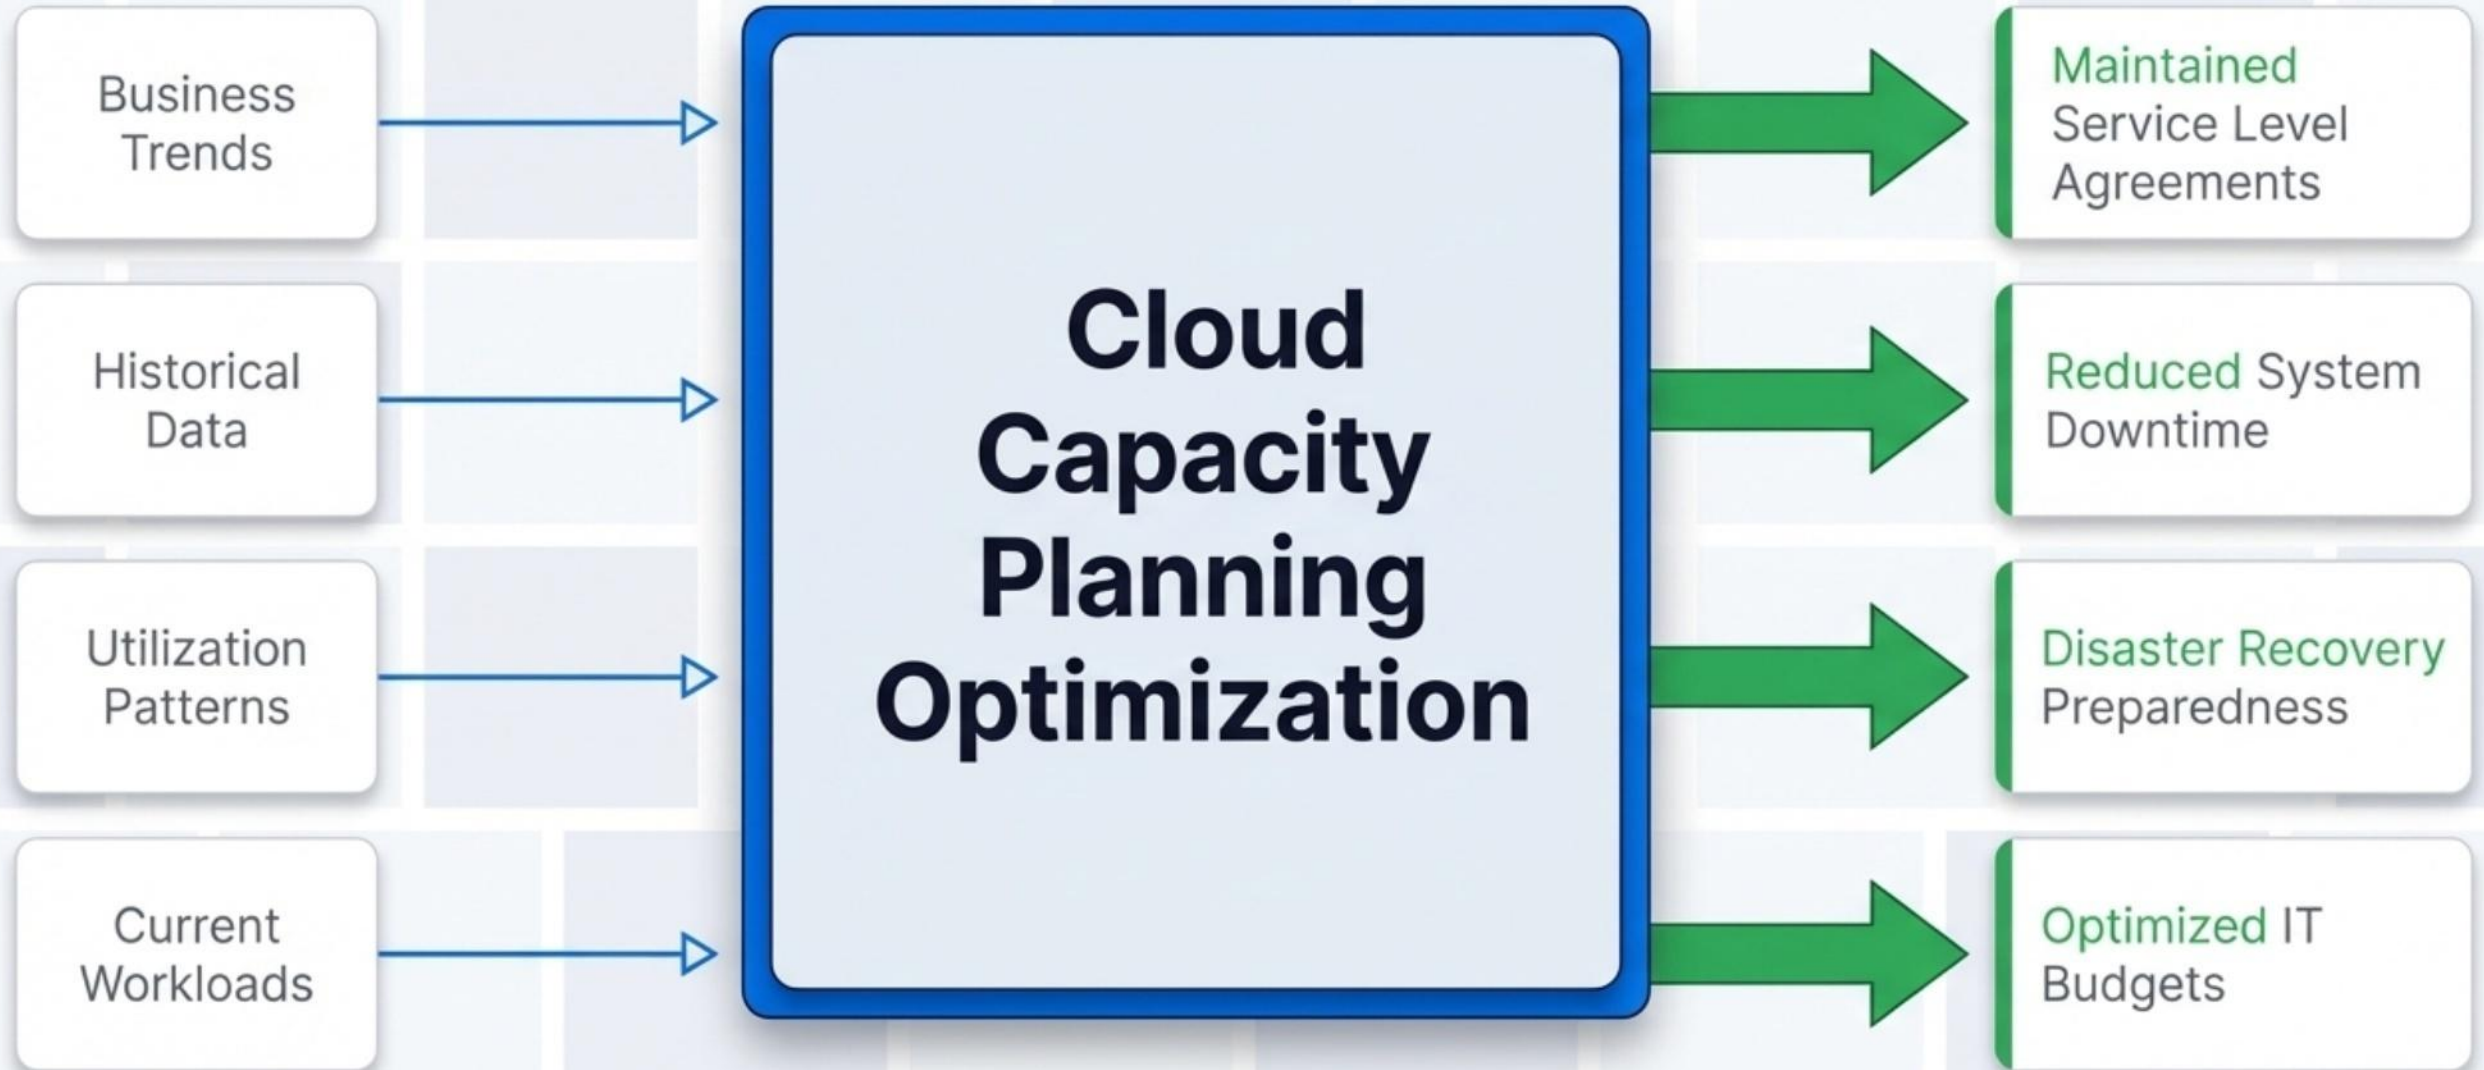 Business
Trends
Historical
Data
Utilization
Patterns
Current
Workloads
Cloud
Capacity
Planning
Optimization
Maintained
Service Level
Agreements
Reduced System
Downtime
Disaster Recovery
Preparedness
Optimized IT
Budgets